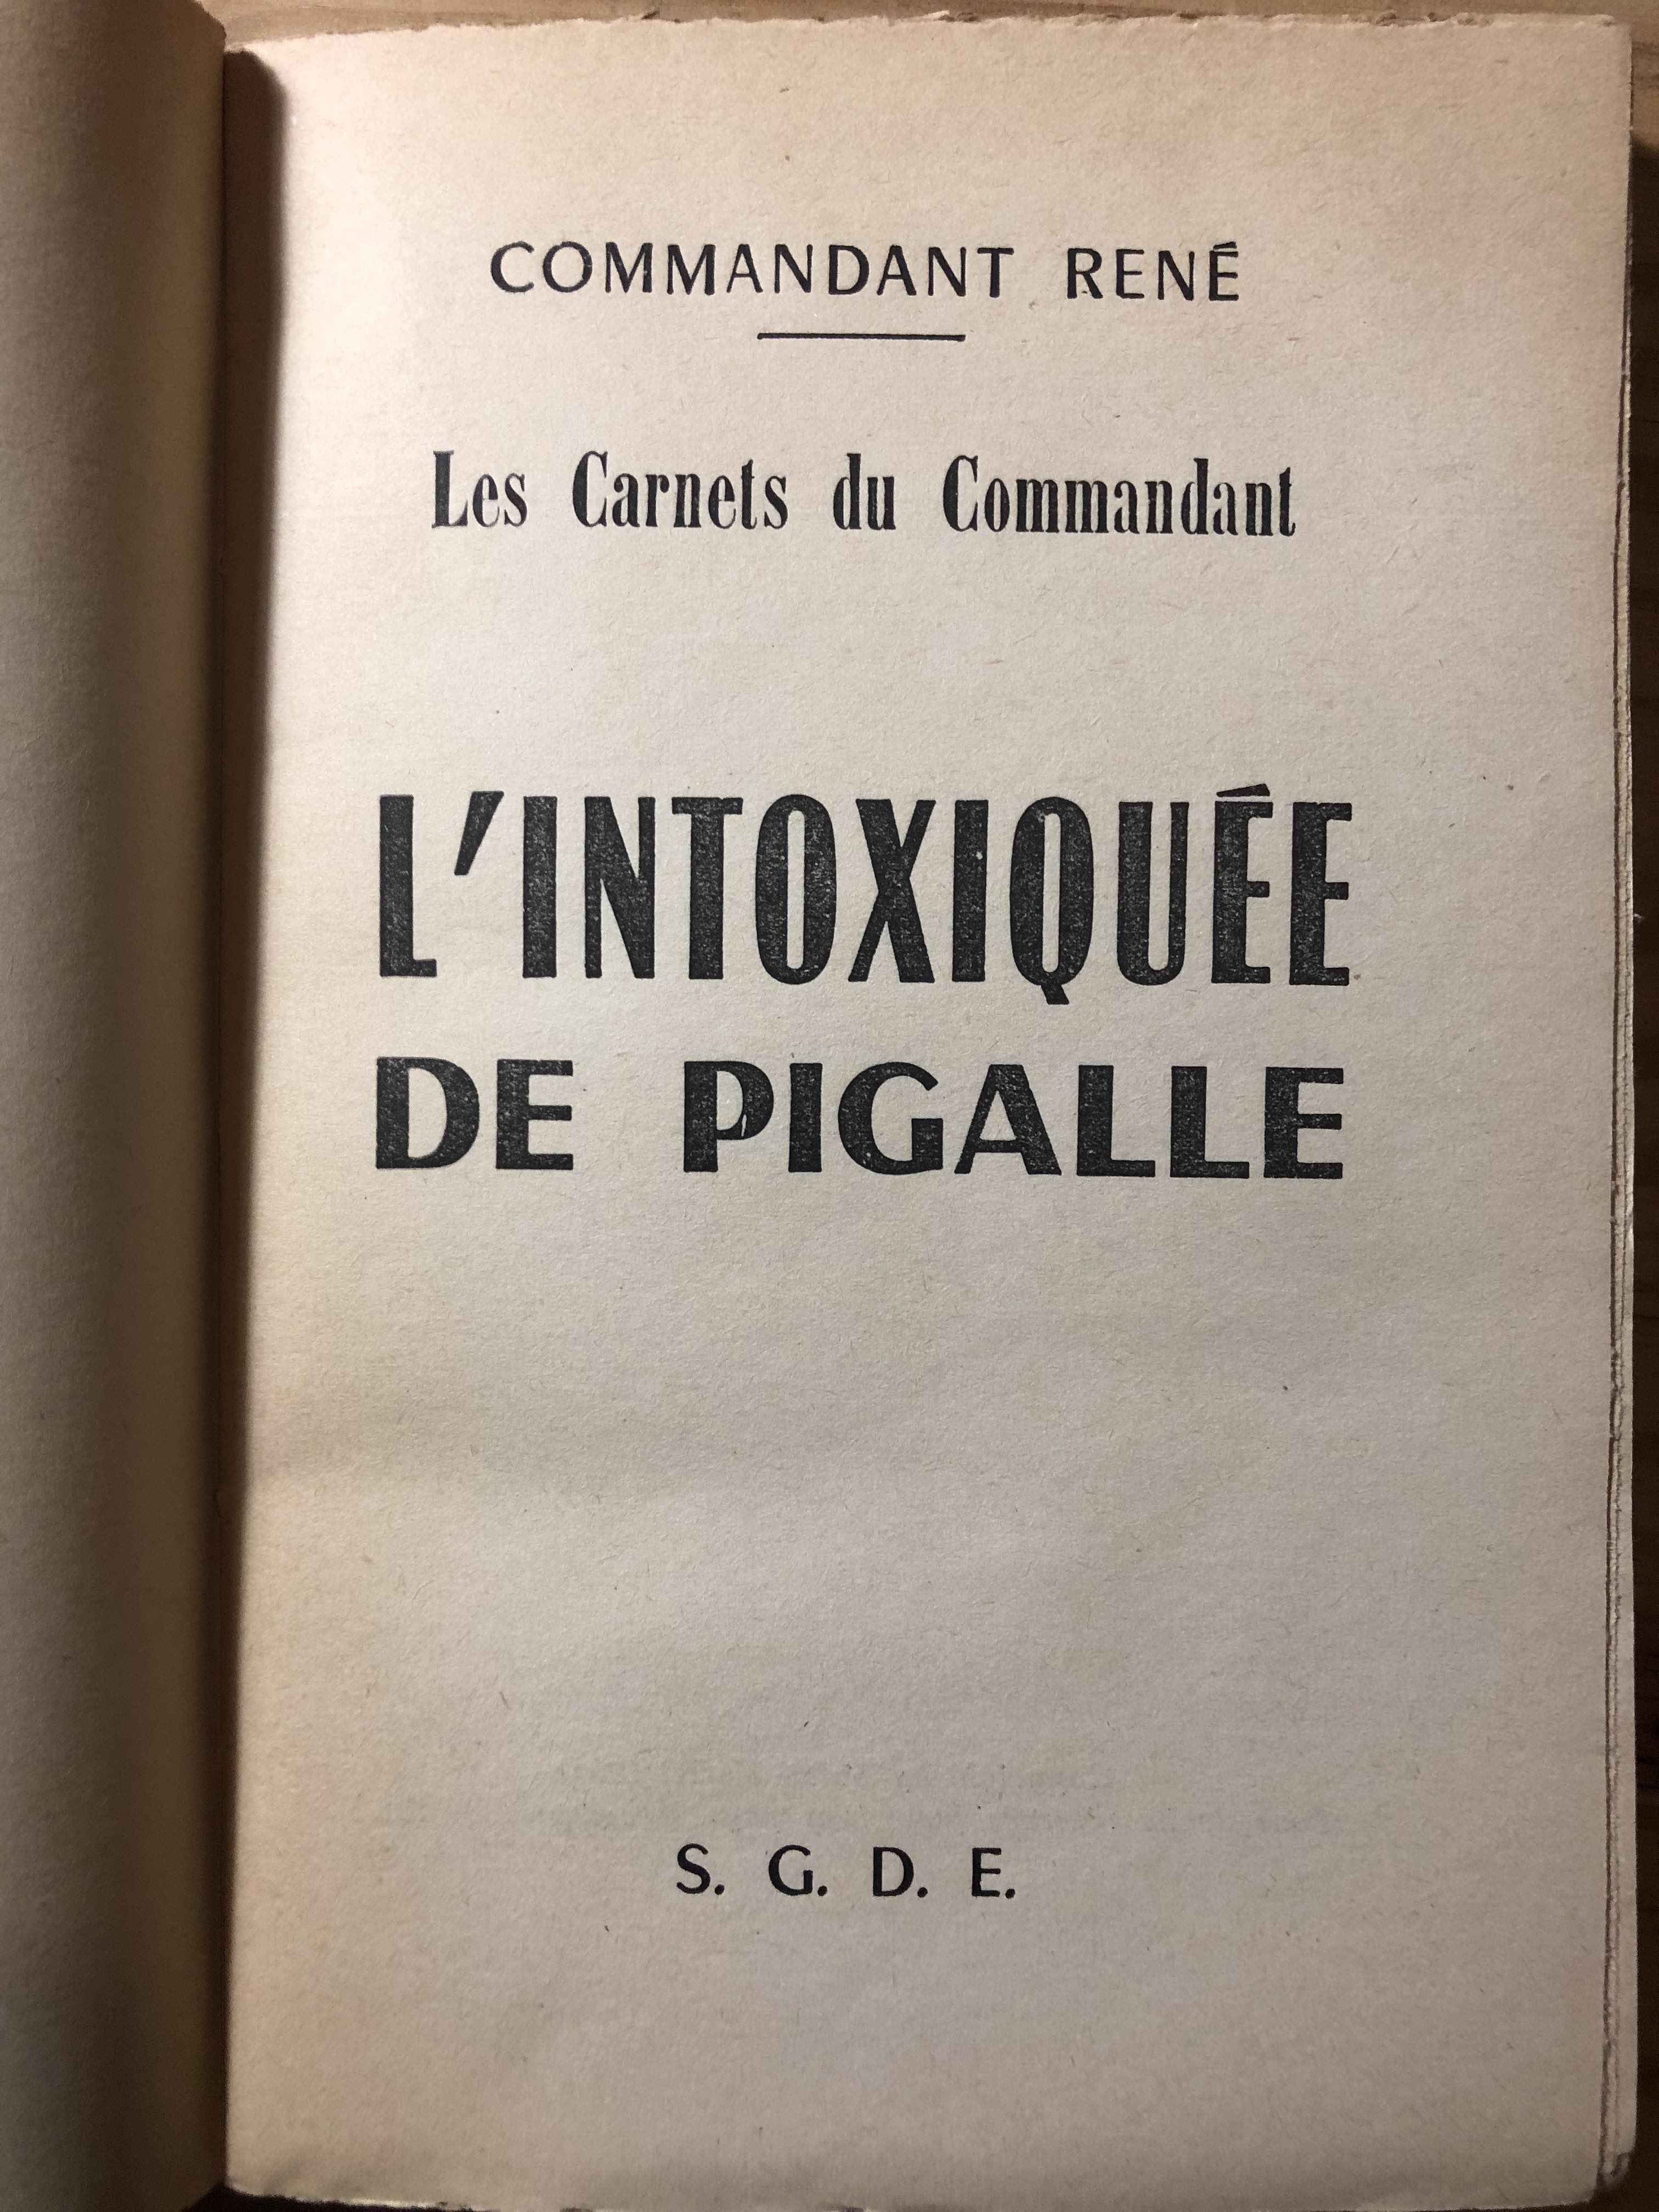 COMMANDANT RENÉ
Les Carnets du Commandant
L'INTOXIQUÉE
DE PIGALLE
S. G. D. E.